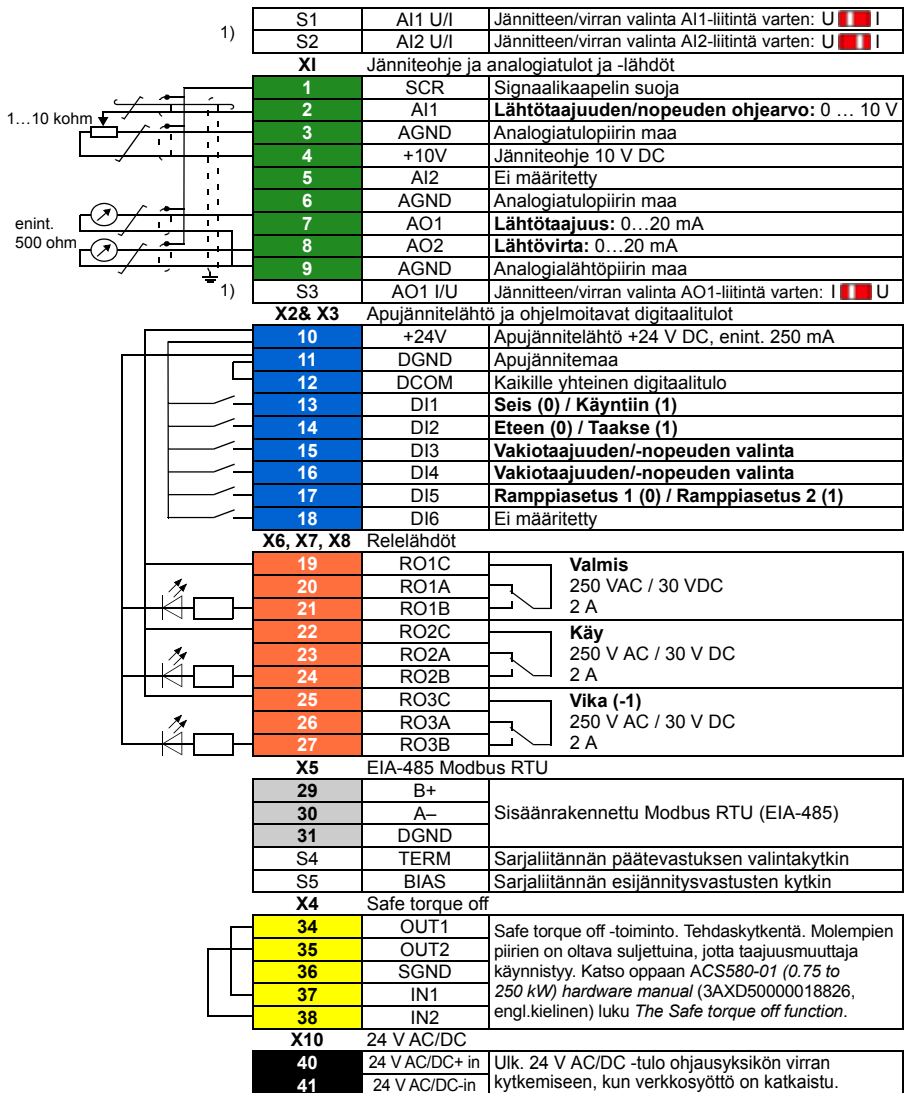 1)
S1 AI1 U/I Jännitteen/virran valinta AI1-liitintä varten: U I
S2 AI2 U/I Jännitteen/virran valinta AI2-liitintä varten: U I
XI Jänniteohje ja analogiatulot ja -lähdöt
1 SCR Signaalikaapelin suoja
1…10 kohm
2 AI1 Lähtötaajuuden/nopeuden ohjearvo: 0 … 10 V
3 AGND Analogiatulopiirin maa
4 +10V Jänniteohje 10 V DC
5 AI2 Ei määritetty
6 AGND Analogiatulopiirin maa
enint.
500 ohm
7 AO1 Lähtötaajuus: 0…20 mA
8 AO2 Lähtövirta: 0…20 mA
9 AGND Analogialähtöpiirin maa
1)
S3 AO1 I/U Jännitteen/virran valinta AO1-liitintä varten: I U
X2& X3 Apujännitelähtö ja ohjelmoitavat digitaalitulot
10 +24V Apujännitelähtö +24 V DC, enint. 250 mA
11 DGND Apujännitemaa
12 DCOM Kaikille yhteinen digitaalitulo
13 DI1 Seis (0) / Käyntiin (1)
14 DI2 Eteen (0) / Taakse (1)
15 DI3 Vakiotaajuuden/-nopeuden valinta
16 DI4 Vakiotaajuuden/-nopeuden valinta
17 DI5 Ramppiasetus 1 (0) / Ramppiasetus 2 (1)
18 DI6 Ei määritetty
X6, X7, X8 Relelähdöt
19 RO1C Valmis
20 RO1A 250 VAC / 30 VDC
21 RO1B 2 A
22 RO2C Käy
23 RO2A 250 V AC / 30 V DC
24 RO2B 2 A
25 RO3C Vika (-1)
26 RO3A 250 V AC / 30 V DC
27 RO3B 2 A
X5 EIA-485 Modbus RTU
29 B+
30 A– Sisäänrakennettu Modbus RTU (EIA-485)
31 DGND
S4 TERM Sarjaliitännän päätevastuksen valintakytkin
S5 BIAS Sarjaliitännän esijännitysvastusten kytkin
X4 Safe torque off
34 OUT1 Safe torque off -toiminto. Tehdaskytkentä. Molempien
35 OUT2 piirien on oltava suljettuina, jotta taajuusmuuttaja
36 SGND käynnistyy. Katso oppaan ACS580-01 (0.75 to
37 IN1 250 kW) hardware manual (3AXD50000018826,
38 IN2 engl.kielinen) luku The Safe torque off function.
X10 24 V AC/DC
40 24 V AC/DC+ in Ulk. 24 V AC/DC -tulo ohjausyksikön virran
41 24 V AC/DC-in kytkemiseen, kun verkkosyöttö on katkaistu.